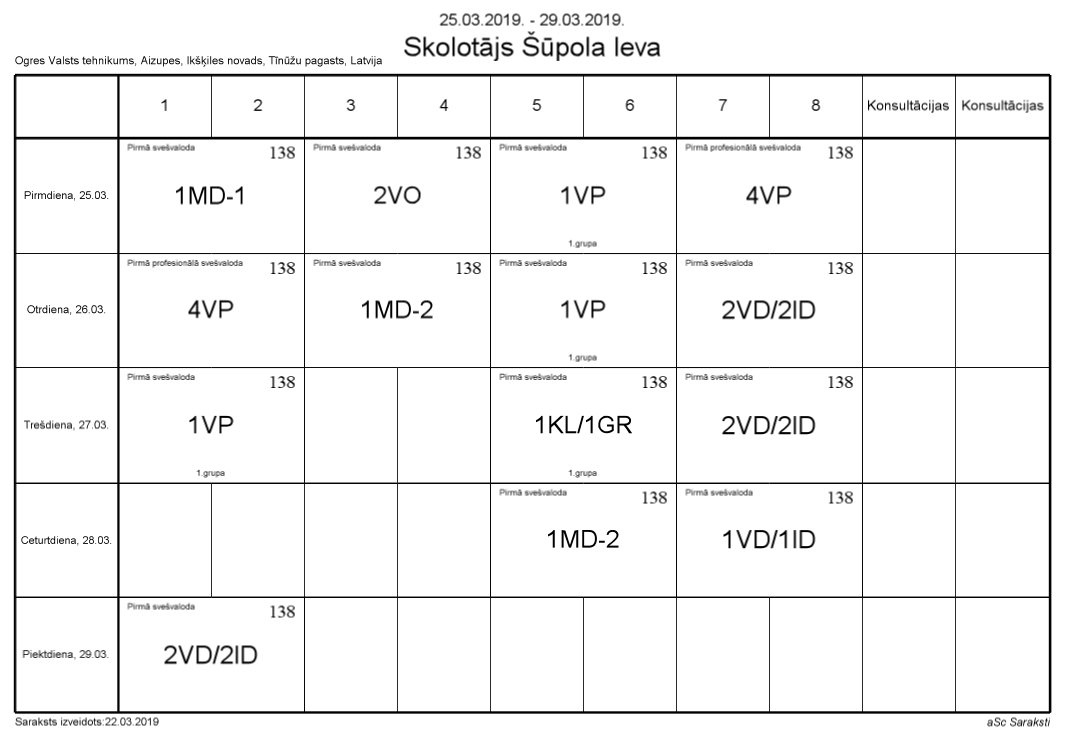 25.03.2019. - 29.03.2019.
Skolotājs Šūpola Ieva
Ogres Valsts tehnikums, Aizupes, Ikšķiles novads, Tīnūžu pagasts, Latvija
1 2 3 4 5 6 7 8 Konsultācijas Konsultācijas
Pirmā svešvaloda 138 Pirmā svešvaloda 138 Pirmā svešvaloda 138 Pirmā profesionālā svešvaloda 138
Pirmdiena, 25.03. 1MD-1 2VO 1VP 4VP
1.grupa
Pirmā profesionālā svešvaloda 138 Pirmā svešvaloda 138 Pirmā svešvaloda 138 Pirmā svešvaloda 138
Otrdiena, 26.03. 4VP 1MD-2 1VP 2VD/2ID
1.grupa
Pirmā svešvaloda 138 Pirmā svešvaloda 138 Pirmā svešvaloda 138
Trešdiena, 27.03. 1VP 1KL/1GR 2VD/2ID
1.grupa 1.grupa
Pirmā svešvaloda 138 Pirmā svešvaloda 138
Ceturtdiena, 28.03. 1MD-2 1VD/1ID
Pirmā svešvaloda 138
Piektdiena, 29.03. 2VD/2ID
Saraksts izveidots:22.03.2019 aSc Saraksti